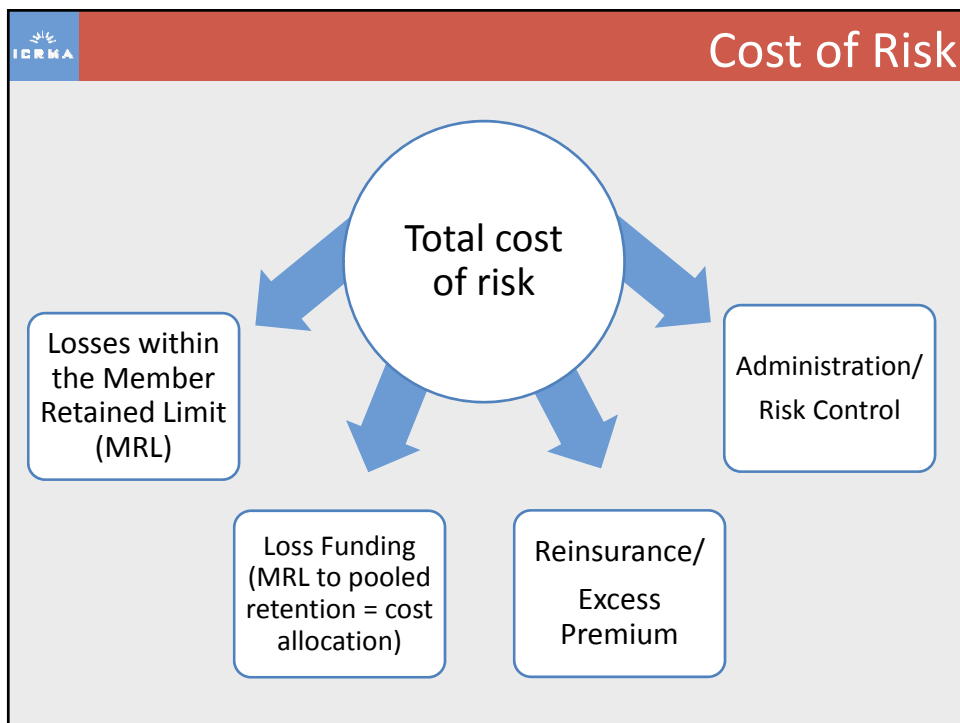 ICRMA
Cost of Risk
Total cost
of risk
Losses within
the Member
Retained Limit
(MRL)
Loss Funding
(MRL to pooled
retention = cost
allocation)
Reinsurance/
Excess
Premium
Administration/
Risk Control